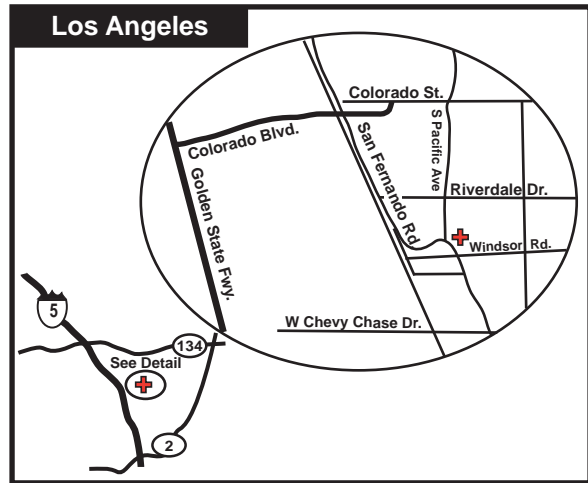 Los Angeles
Colorado St.
Colorado Blvd.
S Pacific Ave
San Fernando Rd
Golden State Fwy.
Riverdale Dr.
Windsor Rd.
W Chevy Chase Dr.
5
134
See Detail
2